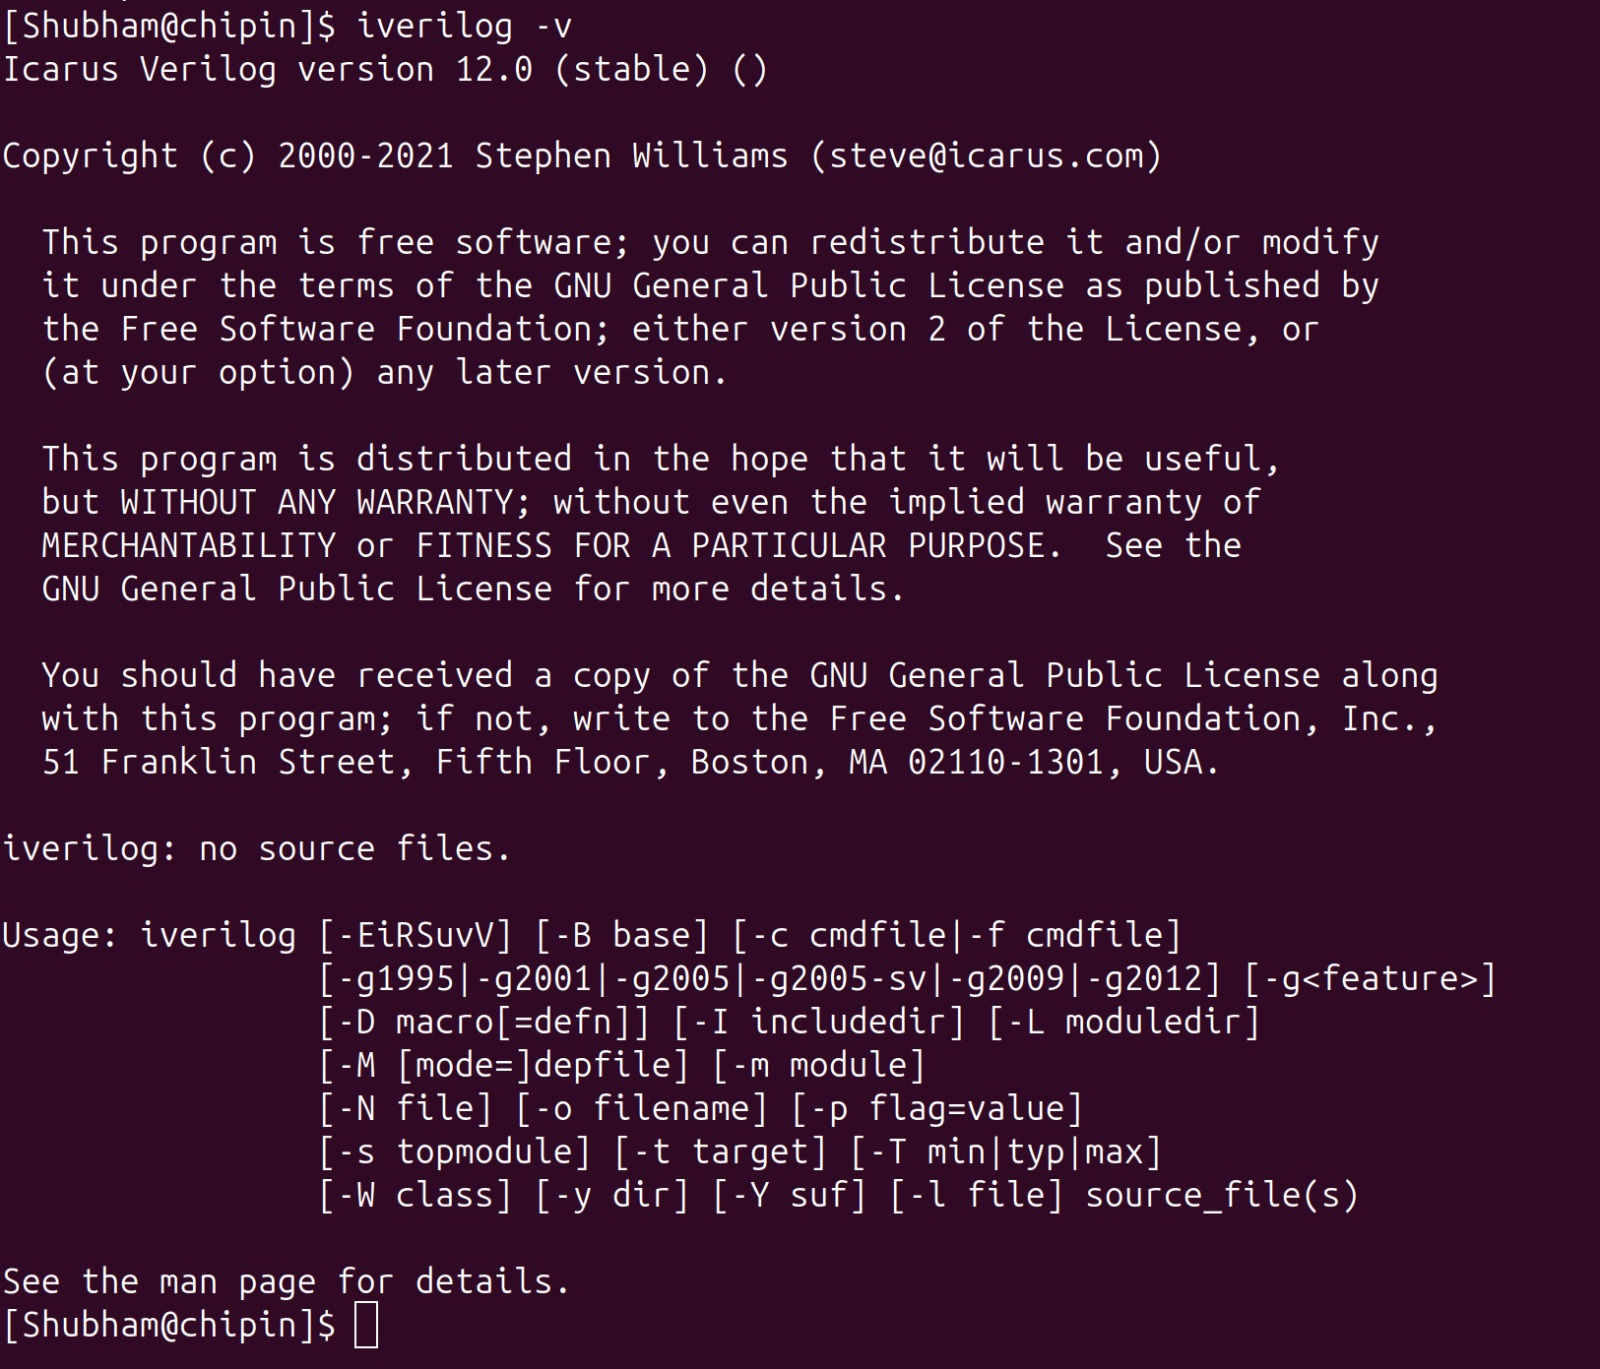 [Shubham@chipin]$ iverilog -v
Icarus Verilog version 12.0 (stable) ()
Copyright (c) 2000-2021 Stephen Williams (steve@icarus.com)
This program is free software; you can redistribute it and/or modify
it under the terms of the GNU General Public License as published by
the Free Software Foundation; either version 2 of the License, or
(at your option) any later version.
This program is distributed in the hope that it will be useful,
but WITHOUT ANY WARRANTY; without even the implied warranty of
MERCHANTABILITY or FITNESS FOR A PARTICULAR PURPOSE.  See the
GNU General Public License for more details.
You should have received a copy of the GNU General Public License along
with this program; if not, write to the Free Software Foundation, Inc.,
51 Franklin Street, Fifth Floor, Boston, MA 02110-1301, USA.
iverilog: no source files.
Usage: iverilog [-EiRSuvV] [-B base] [-c cmdfile|-f cmdfile]
[-g1995|-g2001|-g2005|-g2005-sv|-g2009|-g2012] [-g<feature>]
[-D macro[=defn]] [-I includedir] [-L moduledir]
[-M [mode=]depfile] [-m module]
[-N file] [-o filename] [-p flag=value]
[-s topmodule] [-t target] [-T min|typ|max]
[-W class] [-y dir] [-Y suf] [-l file] source_file(s)
See the man page for details.
[Shubham@chipin]$